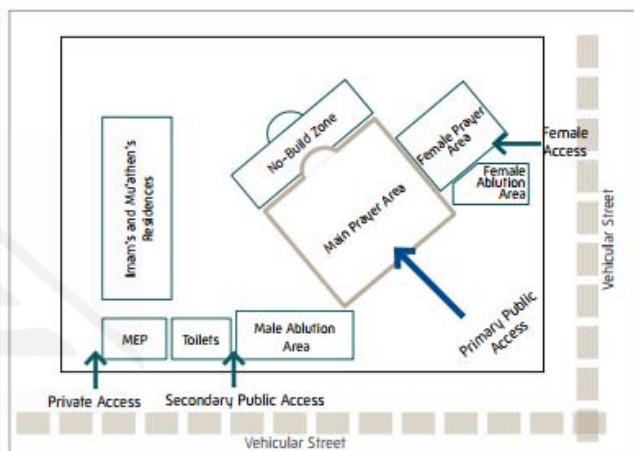 No-Build Zone
Female Prayer
Area
Female
Access
Female
Ablution
Area
Imam's and Mu'athen's
Residences
Main Prayer Area
Vehicular Street
Primary Public
Access
MEP
Toilets
Male Ablution
Area
Private Access
Secondary Public Access
Vehicular Street